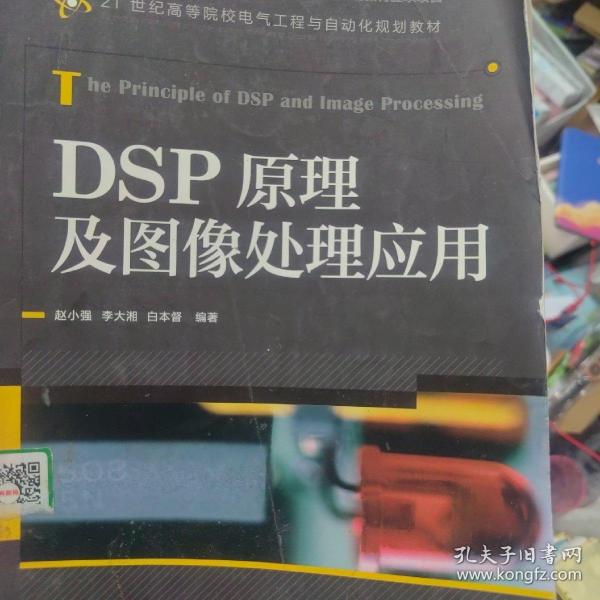 21世纪高等院校电气工程与自动化规划教材
The Principle of DSP and Image Processing
DSP 原理
及图像处理应用
赵小强 李大湘 白本督 编著
孔夫子旧书网
www.kongfz.com